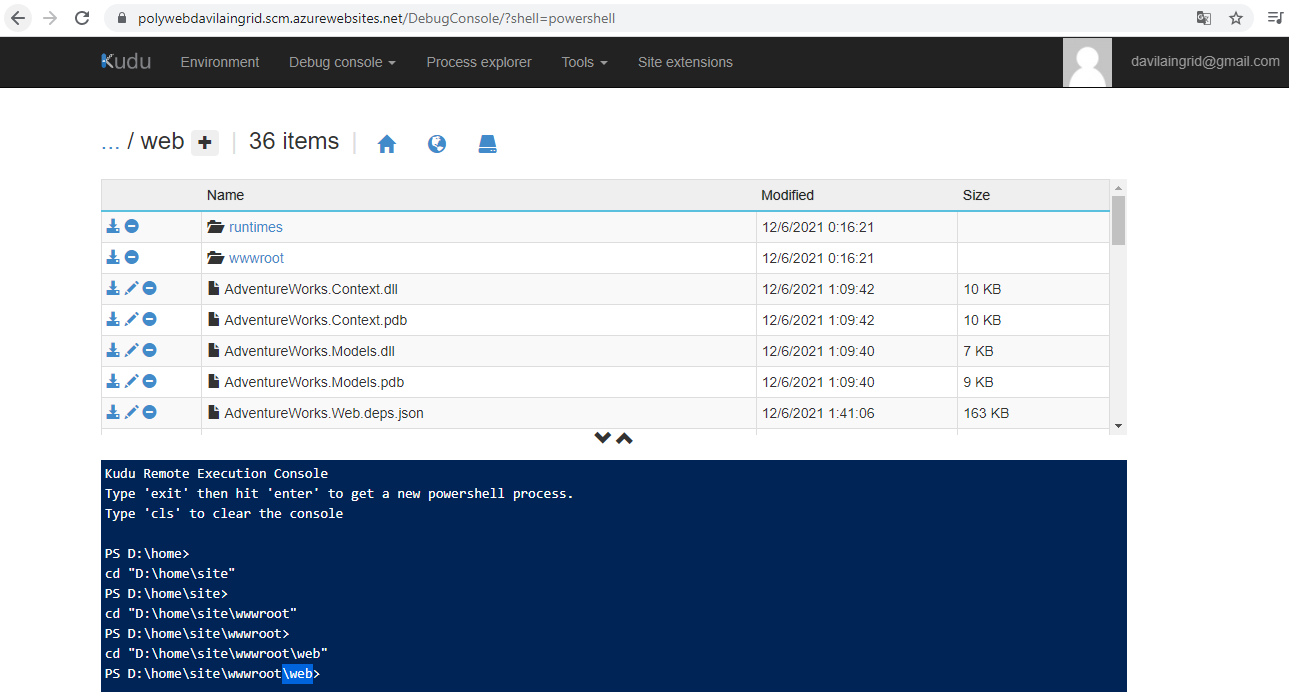 polywebdavilaingrid.scm.azurewebsites.net/DebugConsole/?shell=powershell
Kudu Environment Debug console Process explorer Tools Site extensions davilaingrid@gmail.com
... / web + | 36 items |
Name Modified Size
runtimes 12/6/2021 0:16:21
wwwroot 12/6/2021 0:16:21
AdventureWorks.Context.dll 12/6/2021 1:09:42 10 KB
AdventureWorks.Context.pdb 12/6/2021 1:09:42 10 KB
AdventureWorks.Models.dll 12/6/2021 1:09:40 7 KB
AdventureWorks.Models.pdb 12/6/2021 1:09:40 9 KB
AdventureWorks.Web.deps.json 12/6/2021 1:41:06 163 KB
Kudu Remote Execution Console
Type 'exit' then hit 'enter' to get a new powershell process.
Type 'cls' to clear the console
PS D:\home>
cd "D:\home\site"
PS D:\home\site>
cd "D:\home\site\wwwroot"
PS D:\home\site\wwwroot>
cd "D:\home\site\wwwroot\web"
PS D:\home\site\wwwroot\web>